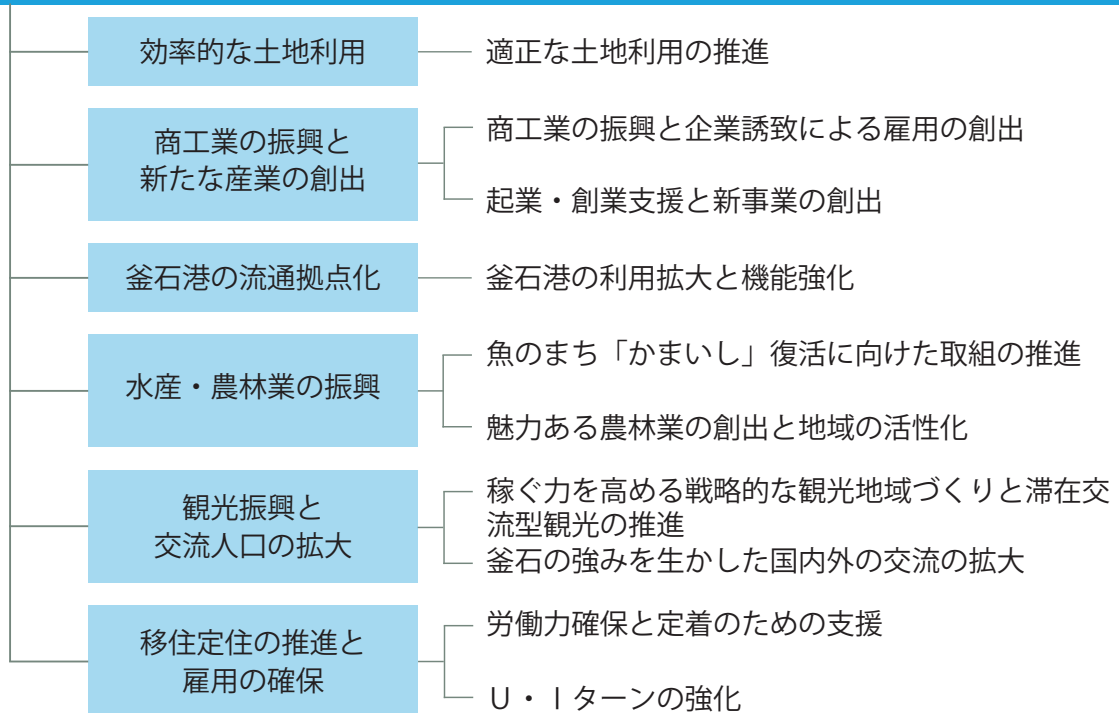 効率的な土地利用
適正な土地利用の推進
商工業の振興と
新たな産業の創出
商工業の振興と企業誘致による雇用の創出
起業・創業支援と新事業の創出
釜石港の流通拠点化
釜石港の利用拡大と機能強化
水産・農林業の振興
魚のまち「かまいし」復活に向けた取組の推進
魅力ある農林業の創出と地域の活性化
観光振興と
交流人口の拡大
稼ぐ力を高める戦略的な観光地域づくりと滞在交
流型観光の推進
釜石の強みを生かした国内外の交流の拡大
移住定住の推進と
雇用の確保
労働力確保と定着のための支援
U・Iターンの強化